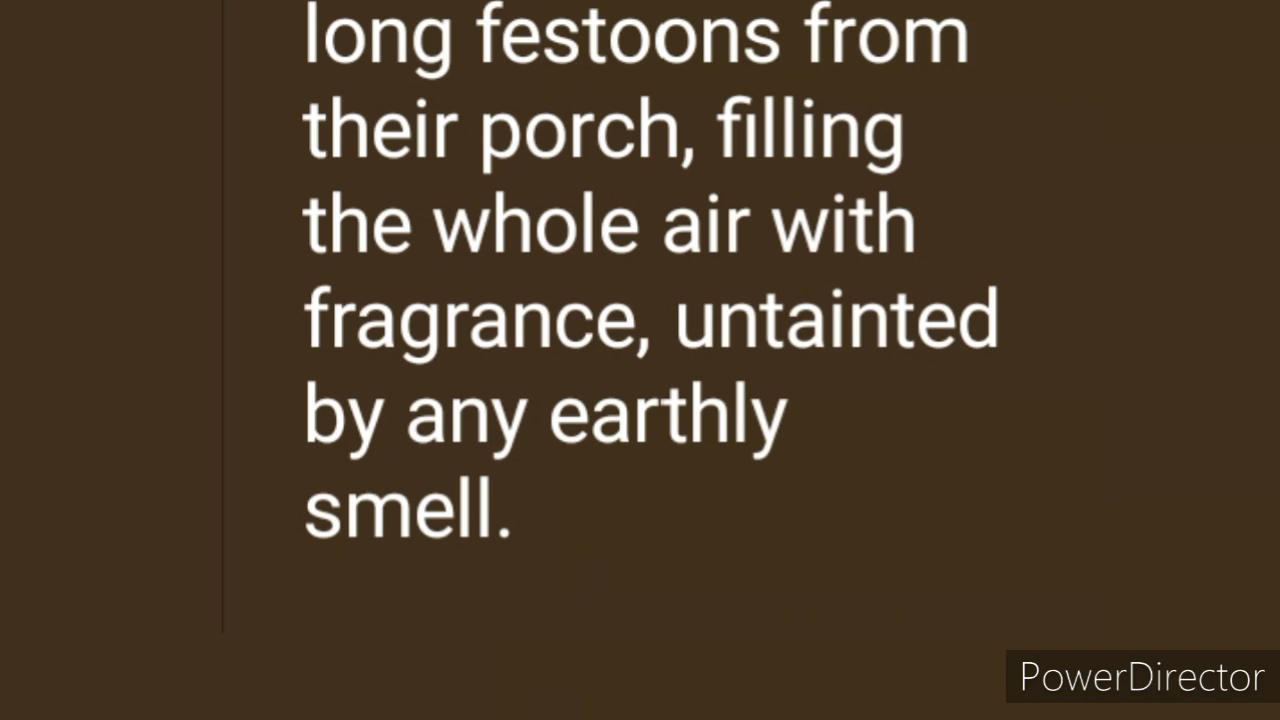 long festoons from
their porch, filling
the whole air with
fragrance, untainted
by any earthly
smell.
PowerDirector